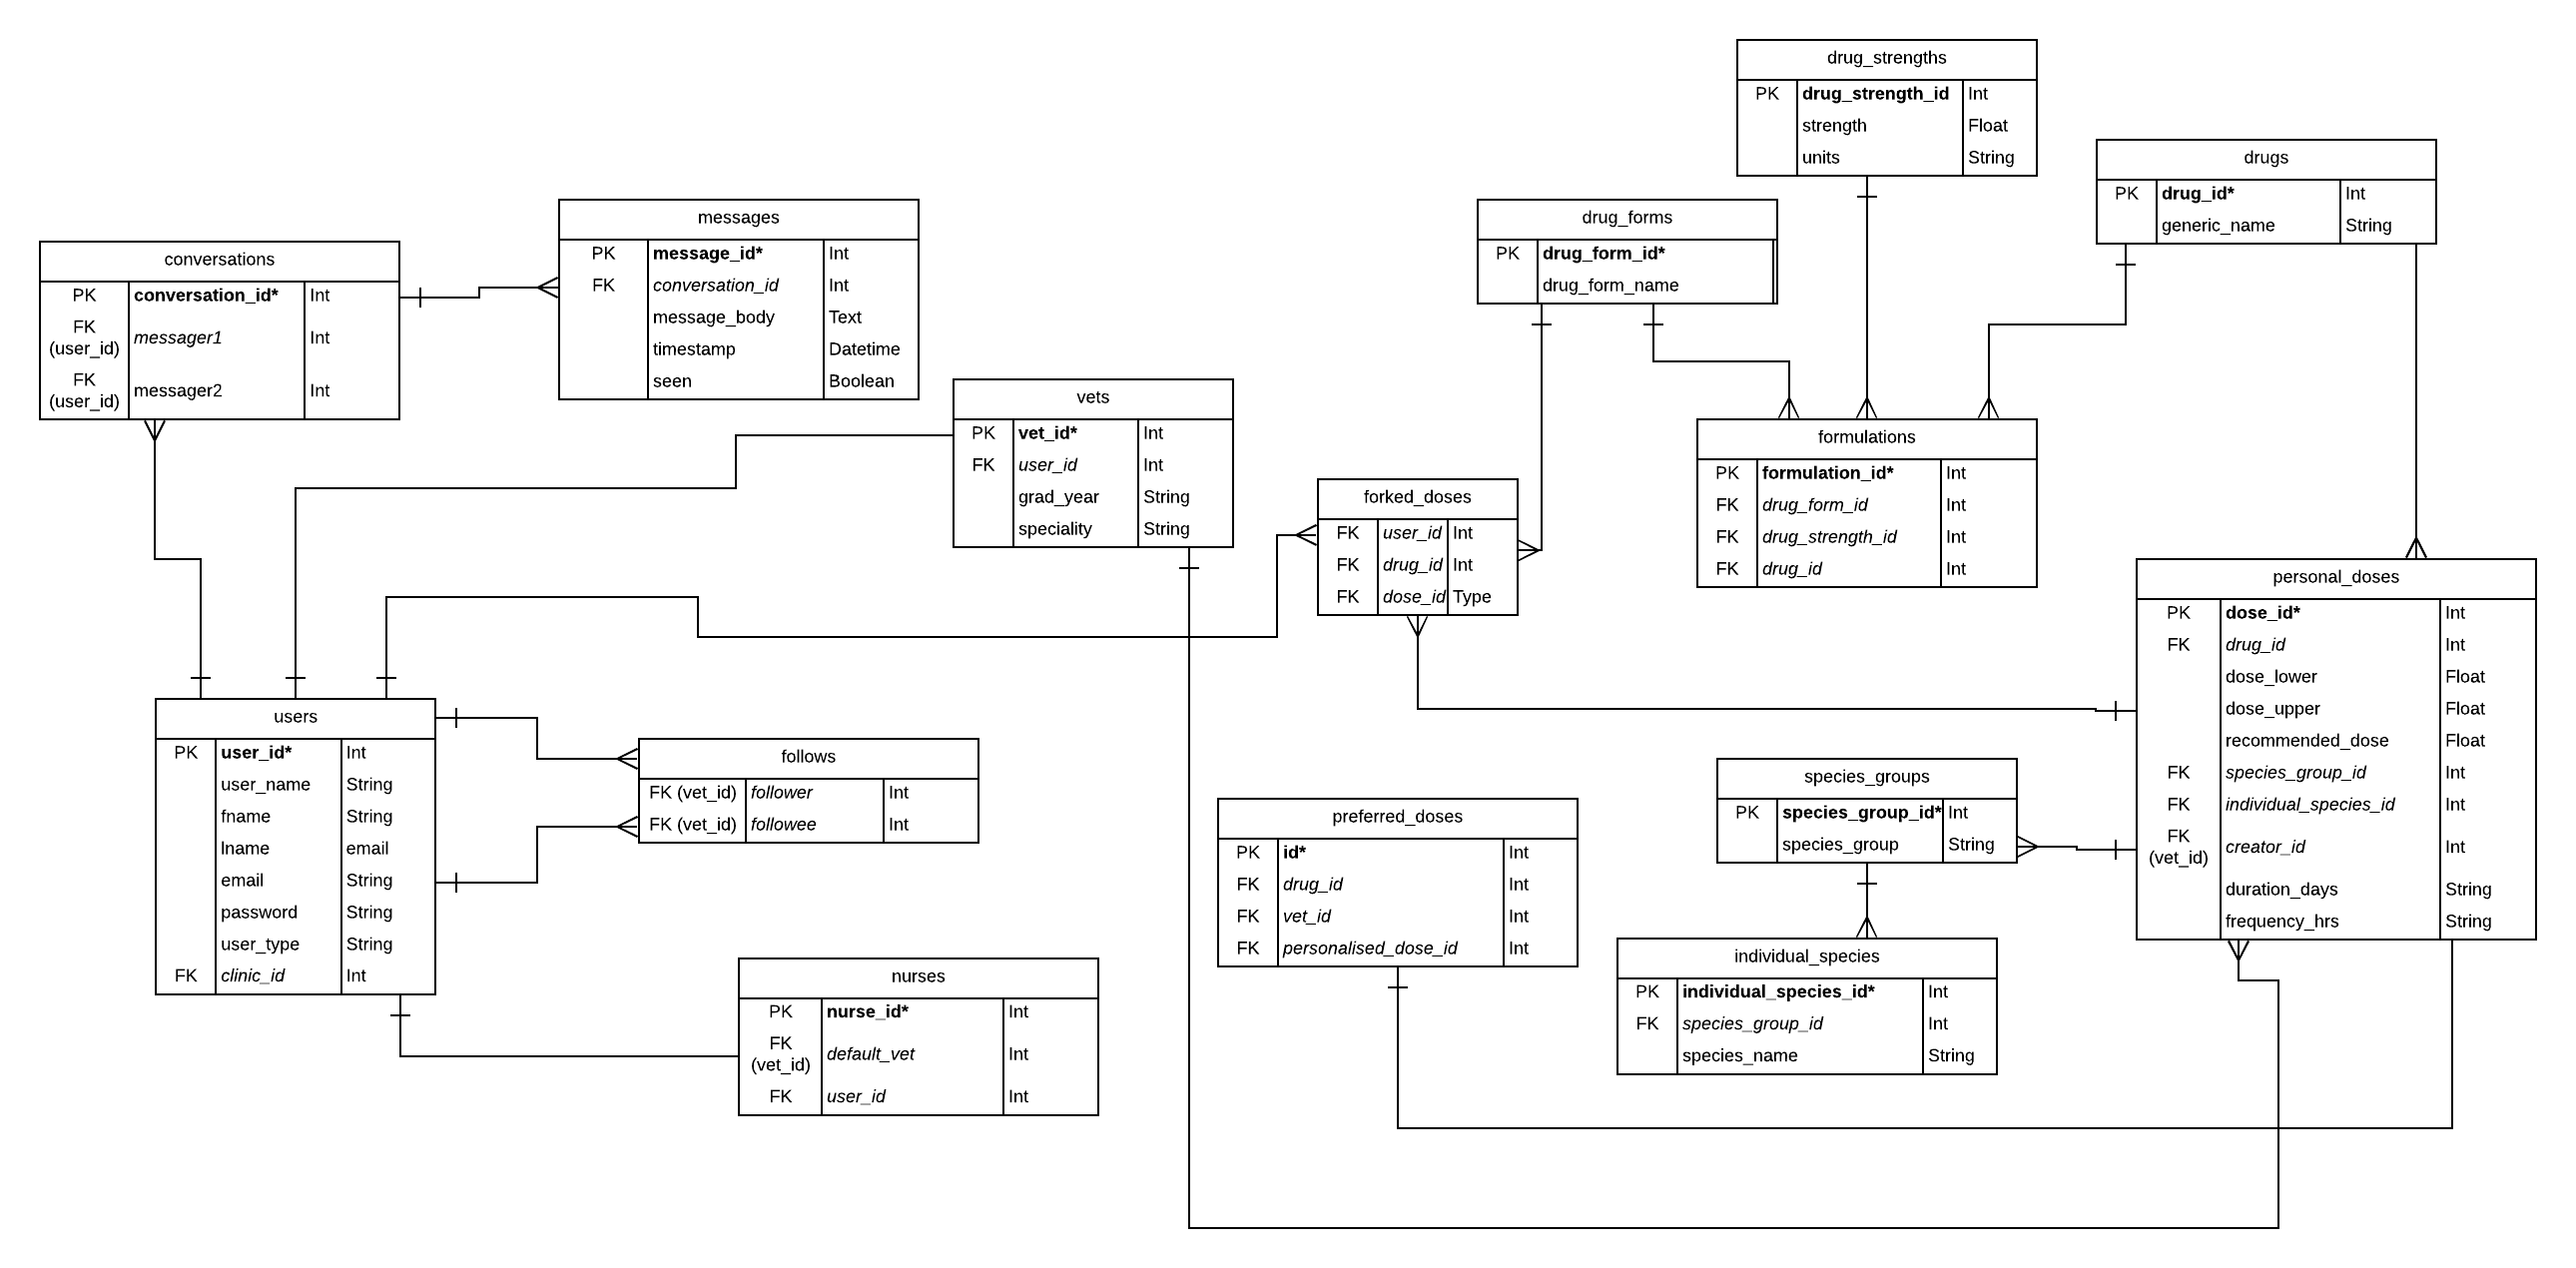 drug_strengths
PK drug_strength_id Int
strength Float
units String
drugs
PK drug_id* Int
generic_name String
drug_forms
PK drug_form_id*
drug_form_name
messages
PK message_id* Int
FK conversation_id Int
message_body Text
timestamp Datetime
seen Boolean
conversations
PK conversation_id* Int
FK
(user_id) messager1 Int
FK
(user_id) messager2 Int
vets
PK vet_id* Int
FK user_id Int
grad_year String
speciality String
formulations
PK formulation_id* Int
FK drug_form_id Int
FK drug_strength_id Int
FK drug_id Int
forked_doses
FK user_id Int
FK drug_id Int
FK dose_id Type
personal_doses
PK dose_id* Int
FK drug_id Int
dose_lower Float
dose_upper Float
recommended_dose Float
FK species_group_id Int
FK individual_species_id Int
FK
(vet_id) creator_id Int
duration_days String
frequency_hrs String
users
PK user_id* Int
user_name String
fname String
lname email
email String
password String
user_type String
FK clinic_id Int
follows
FK (vet_id) follower Int
FK (vet_id) followee Int
species_groups
PK species_group_id* Int
species_group String
preferred_doses
PK id* Int
FK drug_id Int
FK vet_id Int
FK personalised_dose_id Int
individual_species
PK individual_species_id* Int
FK species_group_id Int
species_name String
nurses
PK nurse_id* Int
FK
(vet_id) default_vet Int
FK user_id Int